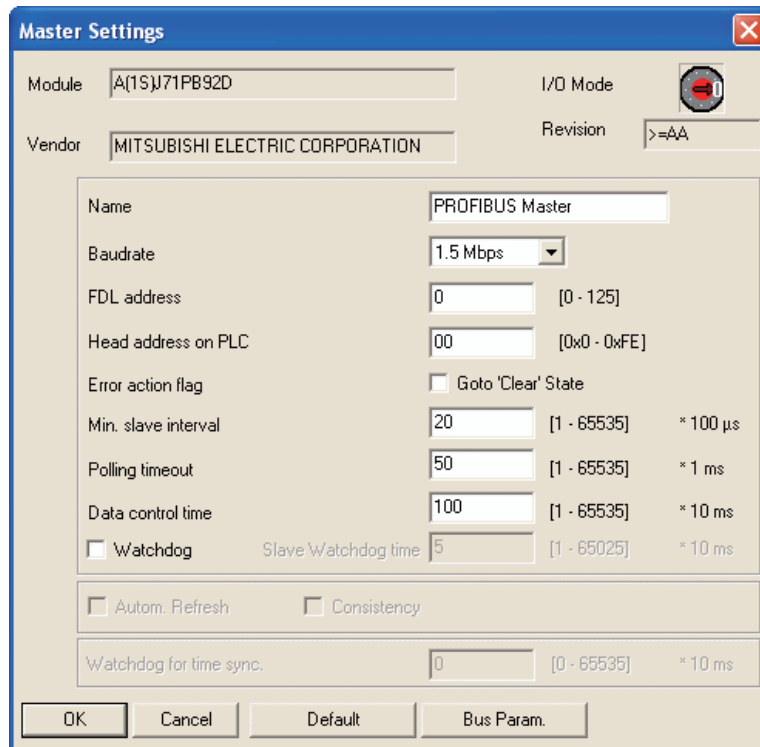 Master Settings
Module A(1S)J71PB92D I/O Mode 0
Vendor MITSUBISHI ELECTRIC CORPORATION Revision >=AA
Name PROFIBUS Master
Baudrate 1.5 Mbps
FDL address 0 [0 - 125]
Head address on PLC 00 [0x0 - 0xFE]
Error action flag Goto 'Clear' State
Min. slave interval 20 [1 - 65535] * 100 µs
Polling timeout 50 [1 - 65535] * 1 ms
Data control time 100 [1 - 65535] * 10 ms
Watchdog Slave Watchdog time 5 [1 - 65025] * 10 ms
Autom. Refresh Consistency
Watchdog for time sync. 0 [0 - 65535] * 10 ms
OK Cancel Default Bus Param.